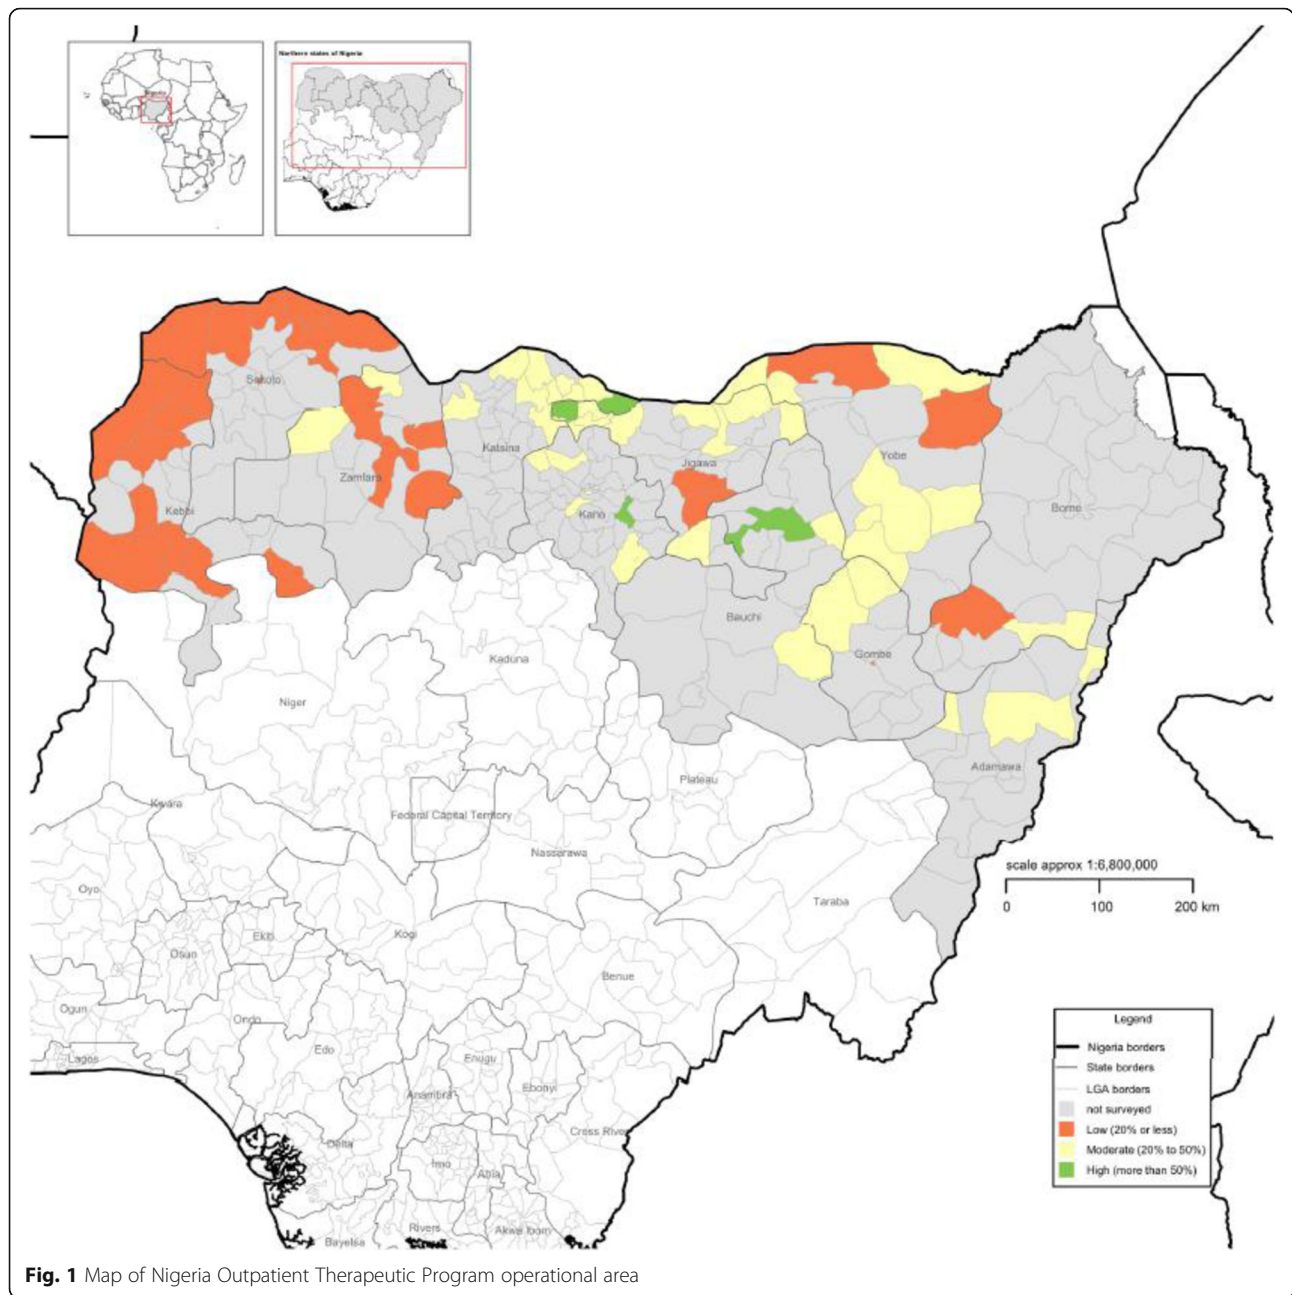 Nigeria
Northern states of Nigeria
Sokoto
Katsina
Jigawa
Yobe
Zamfara
Kebbi
Kano
Borno
Bauchi
Gombe
Kaduna
Niger
Adamawa
Plateau
Kwara
Federal Capital Territory
Nassarawa
scale approx 1:6,800,000
Oyo
Taraba
0 100 200 km
Ekiti
Kogi
Osun
Benue
Ogun
Ondo
Legend
Edo
Nigeria borders
Lagos
Enugu
State borders
Ebonyi
LGA borders
Anambra
not surveyed
Cross River
Low (20% or less)
Delta
Moderate (20% to 50%)
Imo
Abia
High (more than 50%)
Rivers
Akwa Ibom
Bayelsa
Fig. 1 Map of Nigeria Outpatient Therapeutic Program operational area